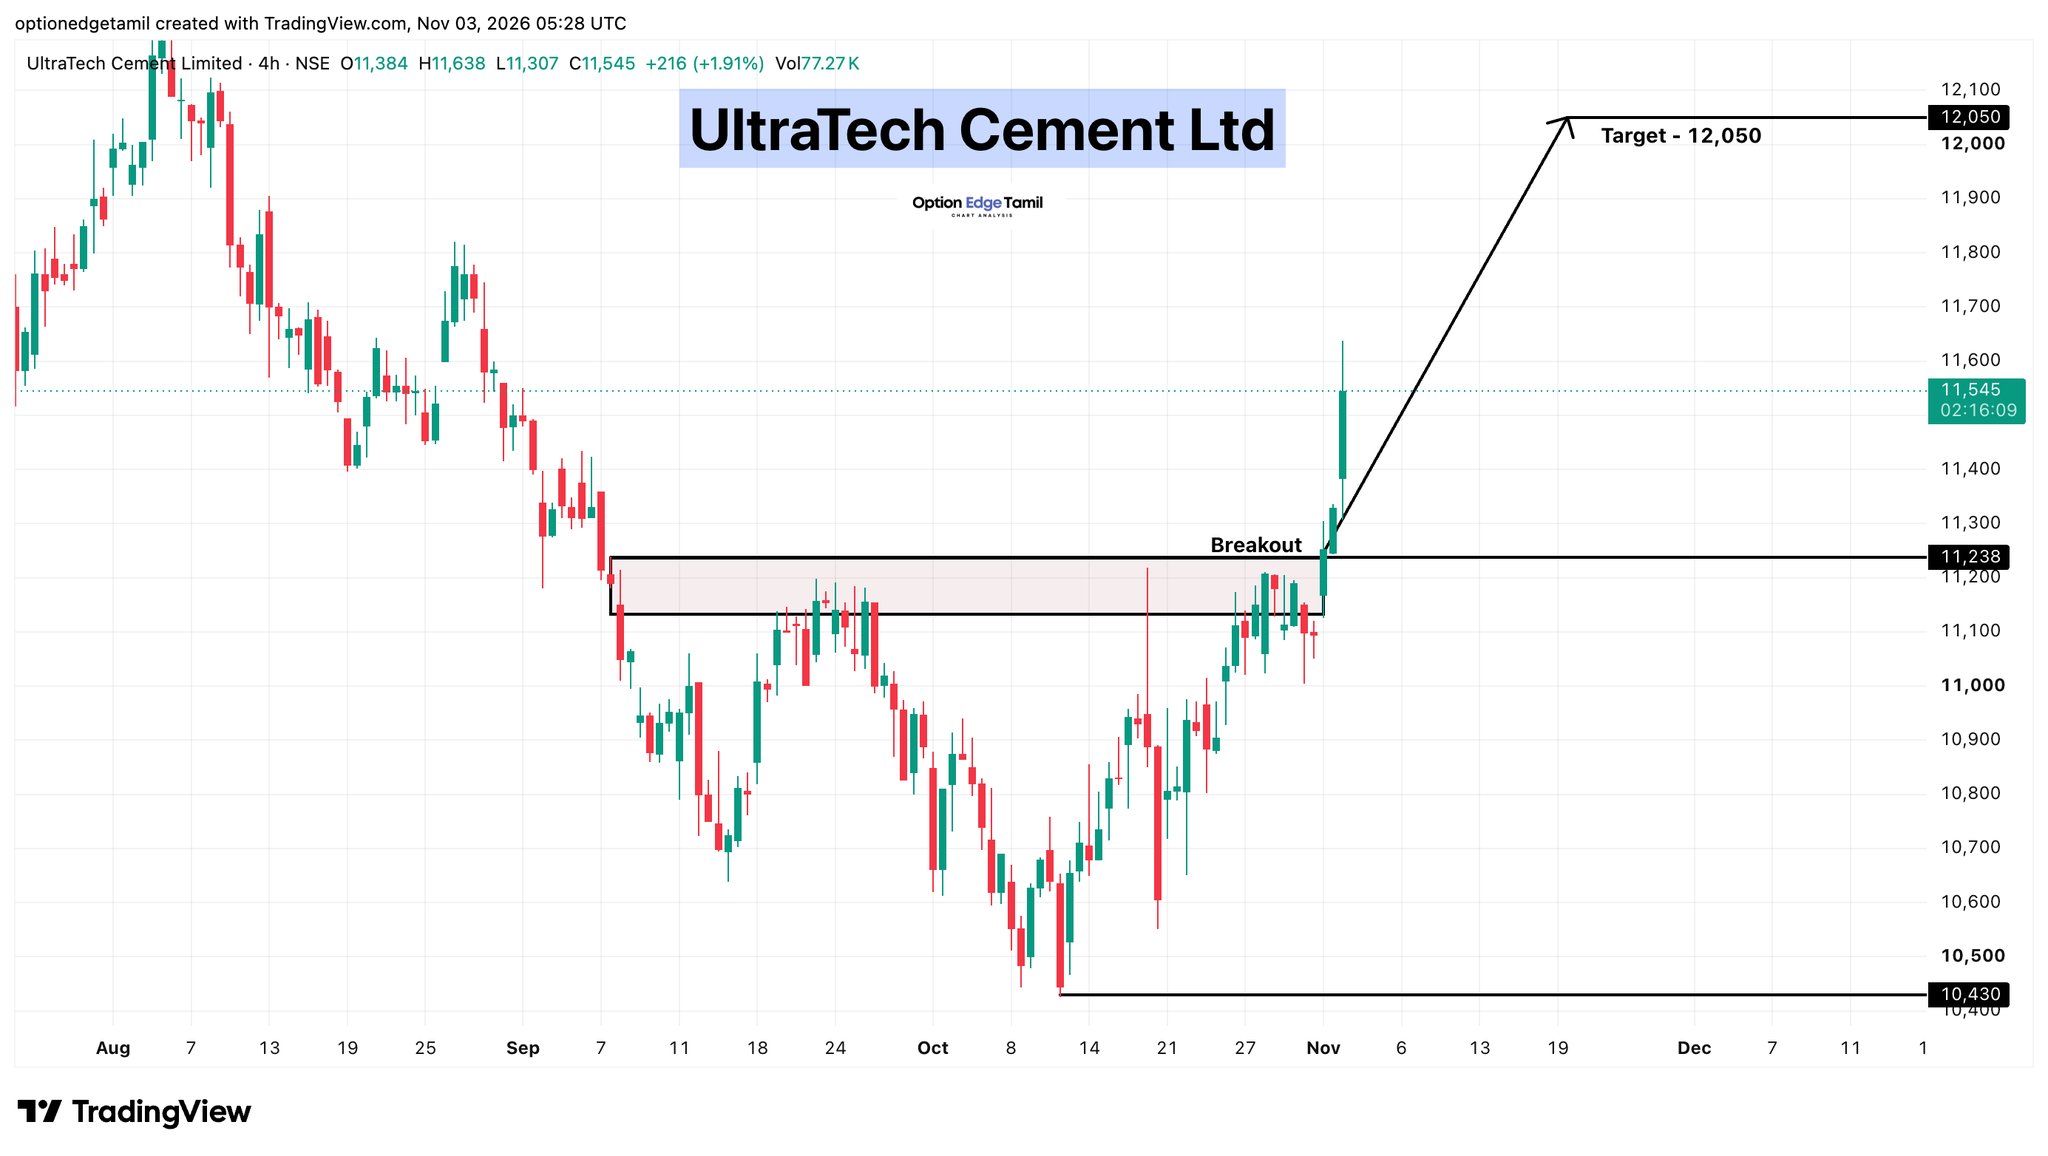 optionedgetamil created with TradingView.com, Nov 03, 2026 05:28 UTC
UltraTech Cement Limited · 4h · NSE O11,384 H11,638 L11,307 C11,545 +216 (+1.91%) Vol77.27K
UltraTech Cement Ltd
Option Edge Tamil
CHART ANALYSIS
12,100
12,050
Target - 12,050
12,000
11,900
11,800
11,700
11,600
11,545
02:16:09
11,400
11,300
Breakout
11,238
11,200
11,100
11,000
10,900
10,800
10,700
10,600
10,500
10,430
10,400
Aug 7 13 19 25 Sep 7 11 18 24 Oct 8 14 21 27 Nov 6 13 19 Dec 7 11 1
TradingView